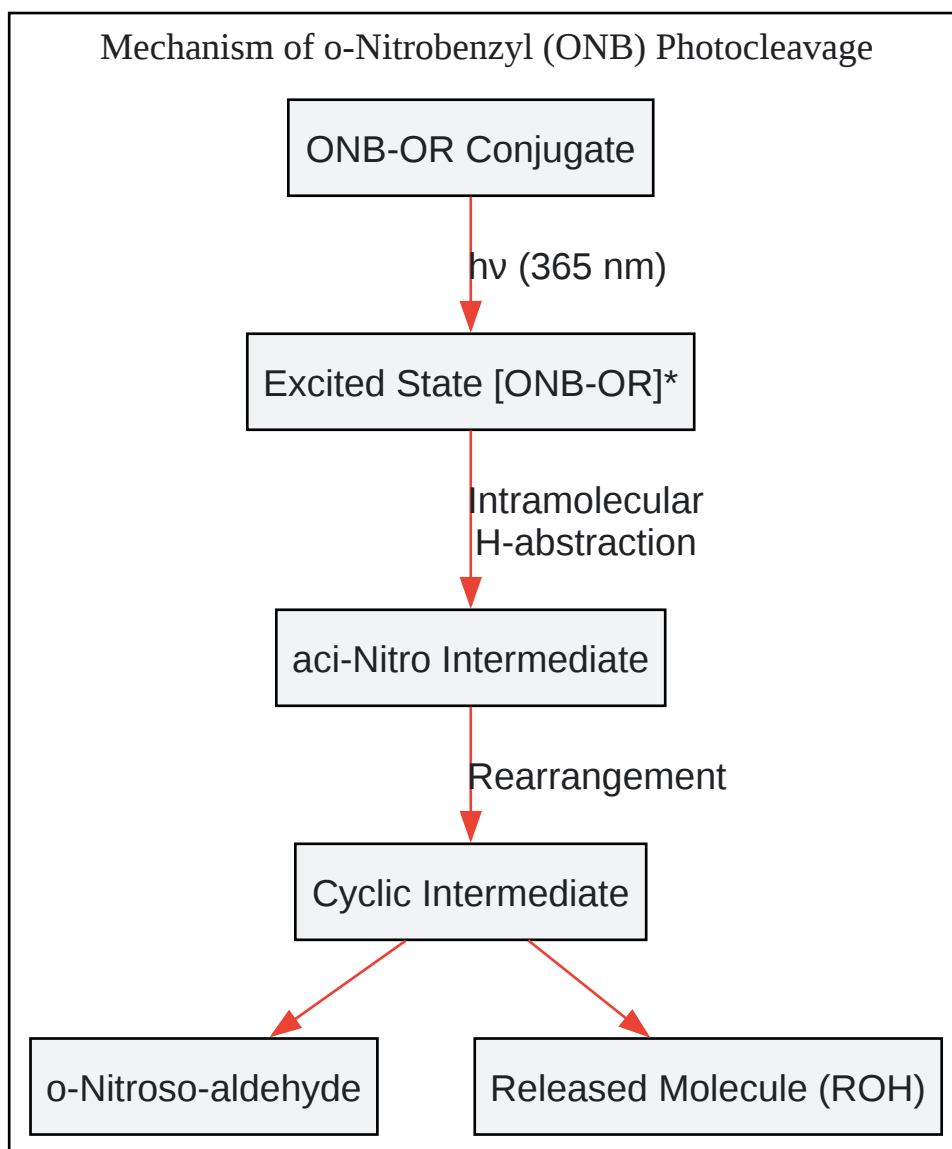 Mechanism of o-Nitrobenzyl (ONB) Photocleavage
ONB-OR Conjugate
hν (365 nm)
Excited State [ONB-OR]*
Intramolecular
H-abstraction
aci-Nitro Intermediate
Rearrangement
Cyclic Intermediate
o-Nitroso-aldehyde
Released Molecule (ROH)